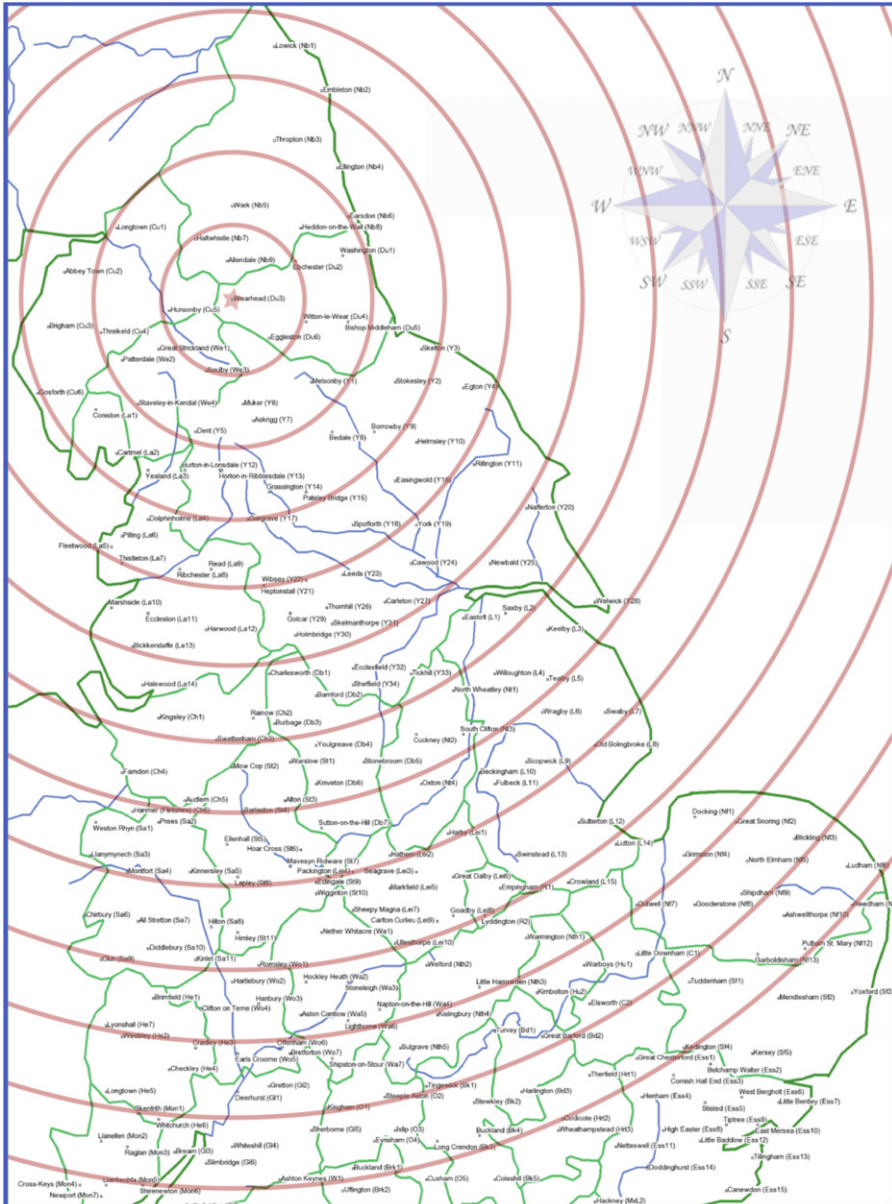 Lowick (Nb1)
Embleton (Nb2)
N
NNW NNE
NW NE
WNW ENE
W E
WSW ESE
SW SE
SSW SSE
S
Thropton (Nb3)
Ellington (Nb4)
Wark (Nb5)
Earsdon (Nb6)
Longtown (Cu1)
Heddon-on-the-Wall (Nb8)
Haltwhistle (Nb7)
Washington (Du1)
Allendale (Nb9)
Ebchester (Du2)
Abbey Town (Cu2)
Wearhead (Du3)
Hunsonby (Cu5)
Witton-le-Wear (Du4)
Brigham (Cu3)
Threlkeld (Cu4)
Bishop Middleham (Du5)
Eggleston (Du6)
Great Strickland (We1)
Skelton (Y3)
Patterdale (We2)
Soulby (We3)
Melsonby (Y1)
Stokesley (Y2)
Egton (Y4)
Gosforth (Cu6)
Staveley-in-Kendal (We4)
Muker (Y6)
Coniston (La1)
Askrigg (Y7)
Dent (Y5)
Bedale (Y8)
Borrowby (Y9)
Helmsley (Y10)
Cartmel (La2)
Yealand (La3)
Burton-in-Lonsdale (Y12)
Horton-in-Ribblesdale (Y13)
Rillington (Y11)
Grassington (Y14)
Pateley Bridge (Y15)
Easingwold (Y16)
Dolphinholme (La4)
Gargrave (Y17)
Spofforth (Y18)
York (Y19)
Nafferton (Y20)
Pilling (La6)
Fleetwood (La5)
Thistleton (La7)
Ribchester (La8)
Read (La9)
Wibsey (Y22)
Heptonstall (Y21)
Leeds (Y23)
Cawood (Y24)
Newbald (Y25)
Marshside (La10)
Eccleston (La11)
Harwood (La12)
Golcar (Y29)
Thornhill (Y26)
Carleton (Y27)
Skelmanthorpe (Y31)
Holmbridge (Y30)
Eastoft (L1)
Saxby (L2)
Welwick (Y28)
Keelby (L3)
Bickerstaffe (La13)
Halewood (La14)
Charlesworth (Db1)
Ecclesfield (Y32)
Sheffield (Y34)
Tickhill (Y33)
Willoughton (L4)
Tealby (L5)
Bamford (Db2)
North Wheatley (Nt1)
Kingsley (Ch1)
Rainow (Ch2)
Burbage (Db3)
Wragby (L6)
Swaby (L7)
Swettenham (Ch3)
Youlgreave (Db4)
Cuckney (Nt2)
South Clifton (Nt3)
Old Bolingbroke (L8)
Farndon (Ch4)
Mow Cop (St2)
Warslow (St1)
Stonebroom (Db5)
Scopwick (L9)
Beckingham (L10)
Fulbeck (L11)
Kniveton (Db6)
Oxton (Nt4)
Audlem (Ch5)
Alton (St3)
Hanmer (Flintshire) (Ch6)
Barlaston (St4)
Weston Rhyn (Sa1)
Prees (Sa2)
Sutton-on-the-Hill (Db7)
Harby (Lei1)
Sutterton (L12)
Docking (Nf1)
Great Snoring (Nf2)
Blickling (Nf3)
Ellenhall (St5)
Hoar Cross (St6)
Hathern (Lei2)
Swinstead (L13)
Lutton (L14)
Grimston (Nf4)
North Elmham (Nf5)
Ludham (Nf6)
Llanymynech (Sa3)
Montfort (Sa4)
Kinnersley (Sa5)
Mavesyn Ridware (St7)
Packington (Lei4)
Seagrave (Lei3)
Lapley (St8)
Edingale (St9)
Wigginton (St10)
Markfield (Lei5)
Great Dalby (Lei6)
Empingham (R1)
Crowland (L15)
Shipdham (Nf9)
Gooderstone (Nf8)
Outwell (Nf7)
Reedham (N
Ashwellthorpe (Nf10)
Chirbury (Sa6)
All Stretton (Sa7)
Hilton (Sa8)
Sheepy Magna (Lei7)
Carlton Curlieu (Lei9)
Goadby (Lei8)
Lyddington (R2)
Himley (St11)
Nether Whitacre (Wa1)
Ullesthorpe (Lei10)
Warmington (Nth1)
Diddlebury (Sa10)
Clun (Sa9)
Kinlet (Sa11)
Romsley (Wo1)
Welford (Nth2)
Warboys (Hu1)
Little Downham (C1)
Garboldisham (Nf13)
Pulham St. Mary (Nf12)
Hartlebury (Wo2)
Hockley Heath (Wa2)
Stoneleigh (Wa3)
Little Harrowden (Nth3)
Kimbolton (Hu2)
Tuddenham (Sf1)
Mendlesham (Sf2)
Yoxford (Sf3)
Brimfield (He1)
Clifton on Teme (Wo4)
Hanbury (Wo3)
Aston Cantlow (Wa5)
Napton-on-the-Hill (Wa4)
Lighthorne (Wa6)
Kislingbury (Nth4)
Elsworth (C2)
Lyonshall (He7)
Weobley (He2)
Cradley (He3)
Checkley (He4)
Earls Croome (Wo5)
Offenham (Wo6)
Bretforton (Wo7)
Shipston-on-Stour (Wa7)
Sulgrave (Nth5)
Turvey (Bd1)
Great Barford (Bd2)
Kedington (Sf4)
Kersey (Sf5)
Great Chesterford (Ess1)
Belchamp Walter (Ess2)
Cornish Hall End (Ess3)
Longtown (He5)
Deerhurst (Gl1)
Gretton (Gl2)
Tingewick (Bk1)
Steeple Aston (O2)
Harlington (Bd3)
Therfield (Hrt1)
Henham (Ess4)
West Bergholt (Ess6)
Little Bentley (Ess7)
Stisted (Ess5)
Skenfrith (Mon1)
Whitchurch (He6)
Kingham (O1)
Stewkley (Bk2)
Codicote (Hrt2)
Wheathampstead (Hrt3)
High Easter (Ess8)
Tiptree (Ess9)
East Mersea (Ess10)
Llanellen (Mon2)
Raglan (Mon3)
Bream (Gl3)
Whiteshill (Gl4)
Sherborne (Gl5)
Eynsham (O4)
Islip (O3)
Long Crendon (Bk3)
Buckland (Bk4)
Netteswell (Ess11)
Little Baddow (Ess12)
Tillingham (Ess13)
Slimbridge (Gl6)
Buckland (Brk1)
Doddinghurst (Ess14)
Cross-Keys (Mon4)
Llanfrechfa (Mon5)
Shirenewton (Mon6)
Newport (Mon7)
Ashton Keynes (W1)
Uffington (Brk2)
Cuxham (O5)
Coleshill (Bk5)
Canewdon (Ess15)
Hackney (MxL2)